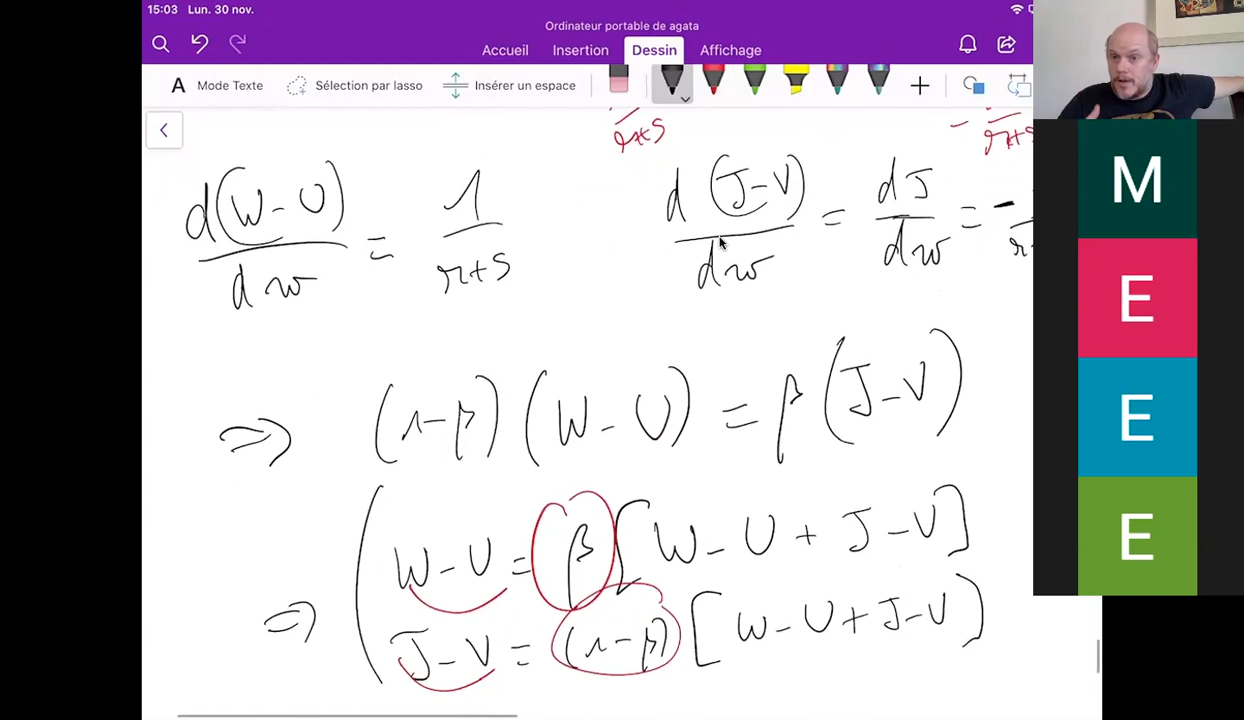 15:03 Lun. 30 nov.
Ordinateur portable de agata
Accueil Insertion Dessin Affichage
A Mode Texte Sélection par lasso Insérer un espace
r+s - r+s
d(W-U)/dw = 1/r+s d(J-V)/dw = dJ/dw = -
⇒ (1-β)(W-U) = β(J-V)
W-U = β[W-U+J-V]
⇒ J-V = (1-β)[W-U+J-V]
M
E
E
E